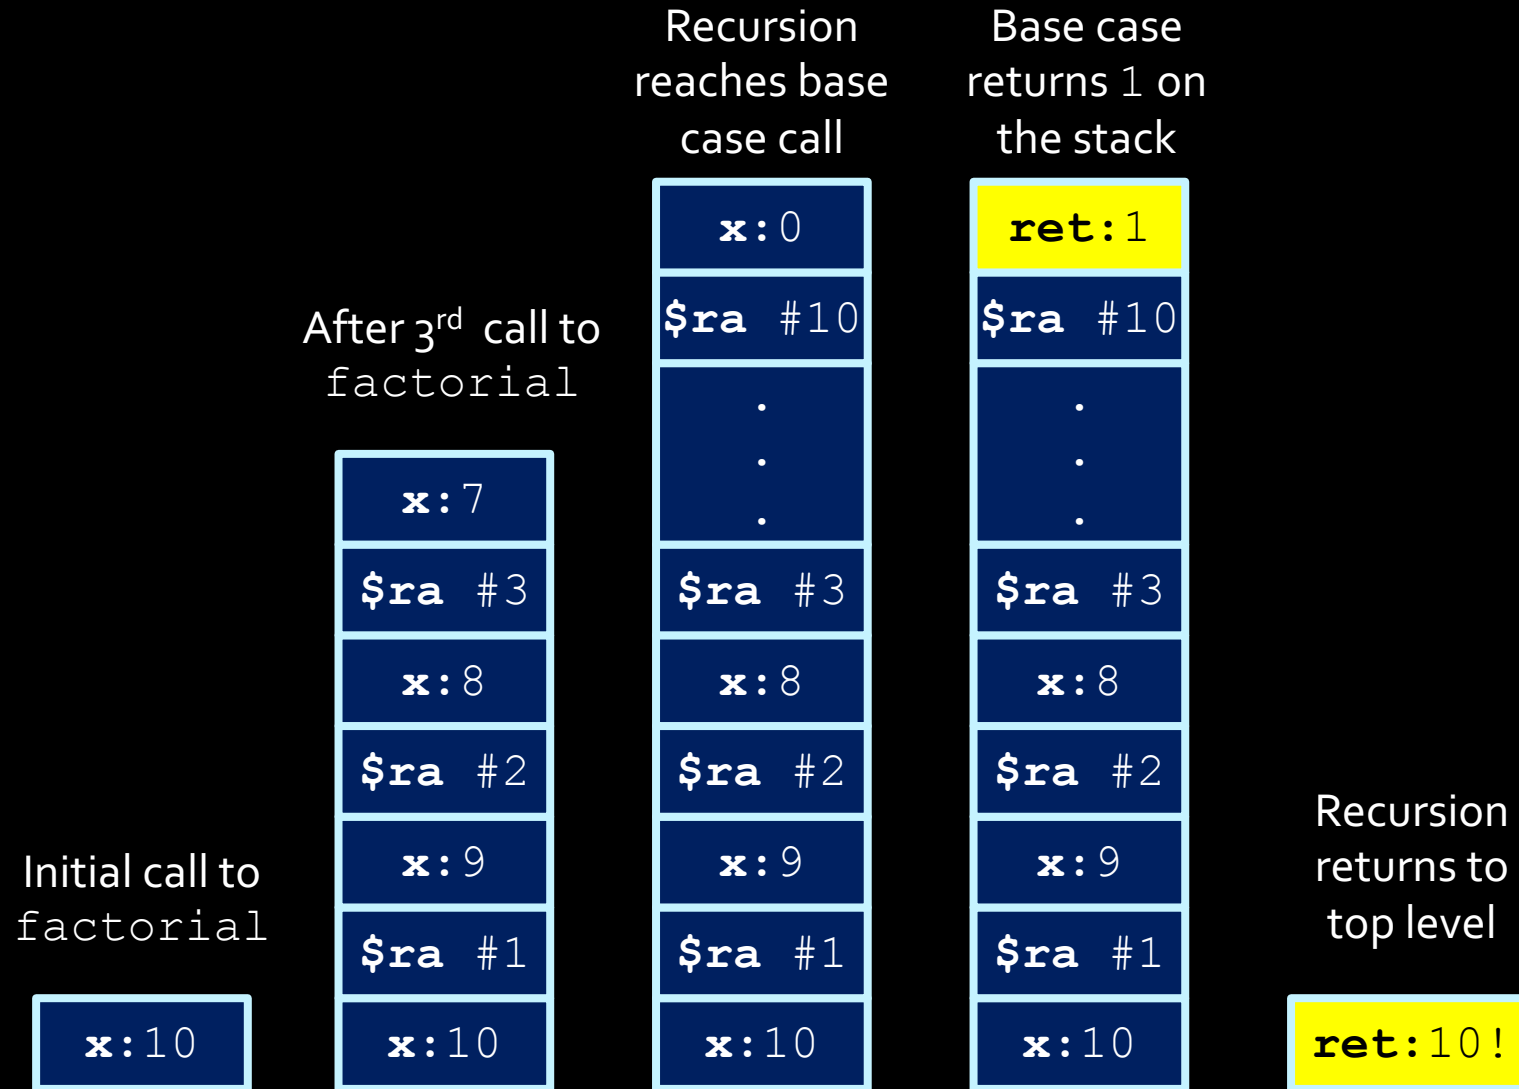 Initial call to
factorial
x:10
After 3rd call to
factorial
x:7
$ra #3
x:8
$ra #2
x:9
$ra #1
x:10
Recursion
reaches base
case call
x:0
$ra #10
.
.
.
$ra #3
x:8
$ra #2
x:9
$ra #1
x:10
Base case
returns 1 on
the stack
ret:1
$ra #10
.
.
.
$ra #3
x:8
$ra #2
x:9
$ra #1
x:10
Recursion
returns to
top level
ret:10!